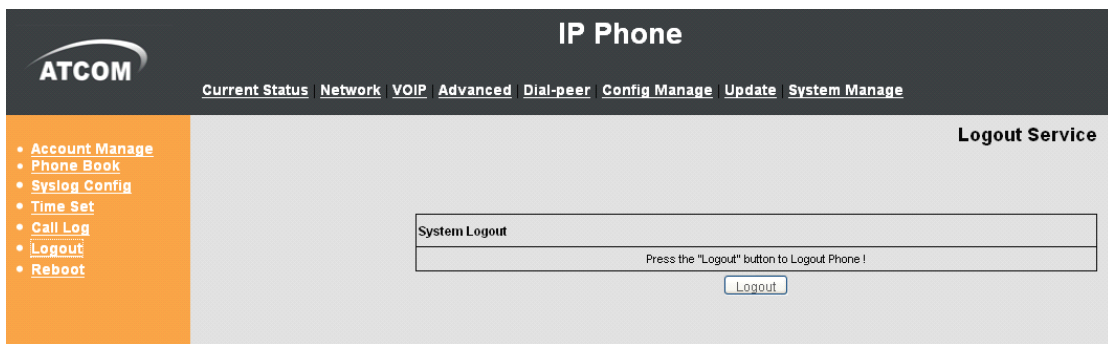 ATCOM
IP Phone
Current Status | Network | VOIP | Advanced | Dial-peer | Config Manage | Update | System Manage
Logout Service
Account Manage
Phone Book
Syslog Config
Time Set
Call Log
Logout
Reboot
System Logout
Press the "Logout" button to Logout Phone !
Logout